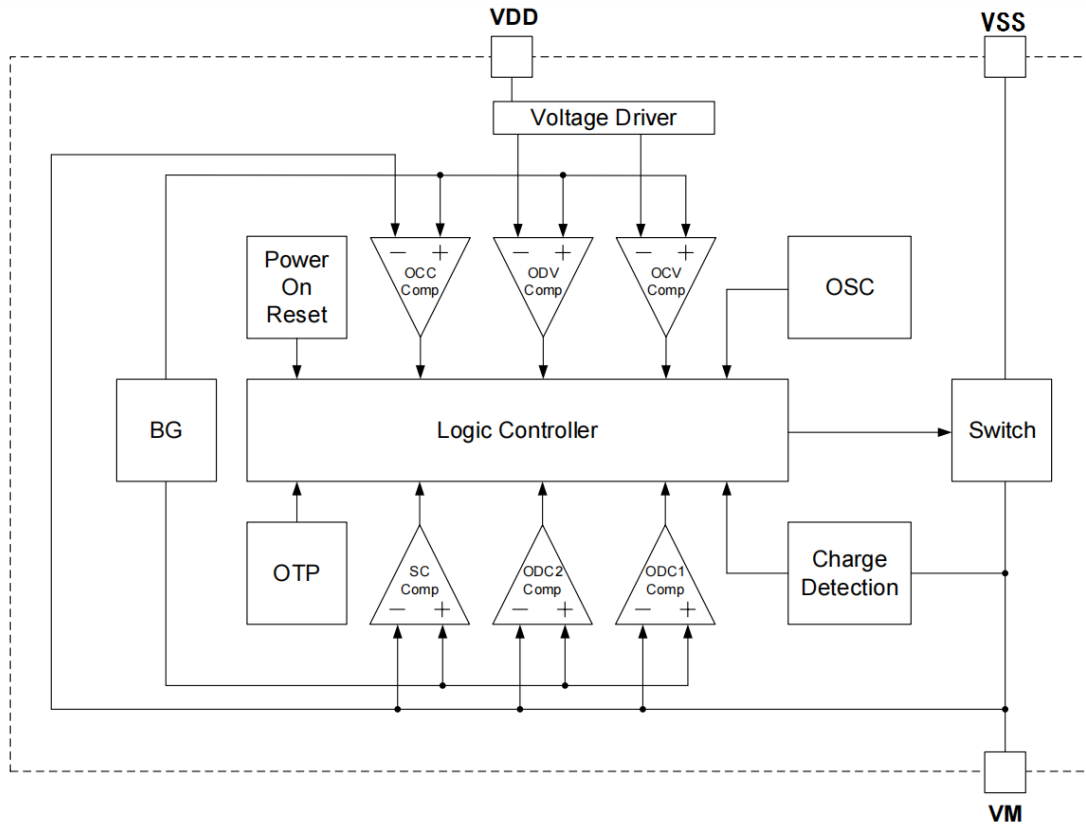 VDD
VSS
Voltage Driver
Power
On
Reset
− +
OCC
Comp
− +
ODV
Comp
− +
OCV
Comp
OSC
BG
Logic Controller
Switch
OTP
SC
Comp
− +
ODC2
Comp
− +
ODC1
Comp
− +
Charge
Detection
VM